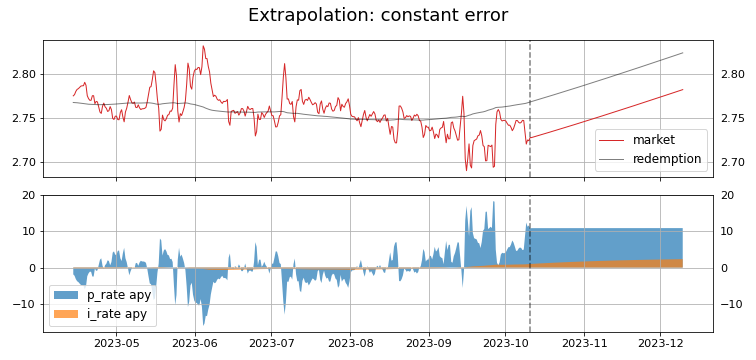 Extrapolation: constant error
2.80
2.75
2.70
2.80
2.75
2.70
market
redemption
20
10
0
−10
20
10
0
−10
p_rate apy
i_rate apy
2023-05 2023-06 2023-07 2023-08 2023-09 2023-10 2023-11 2023-12